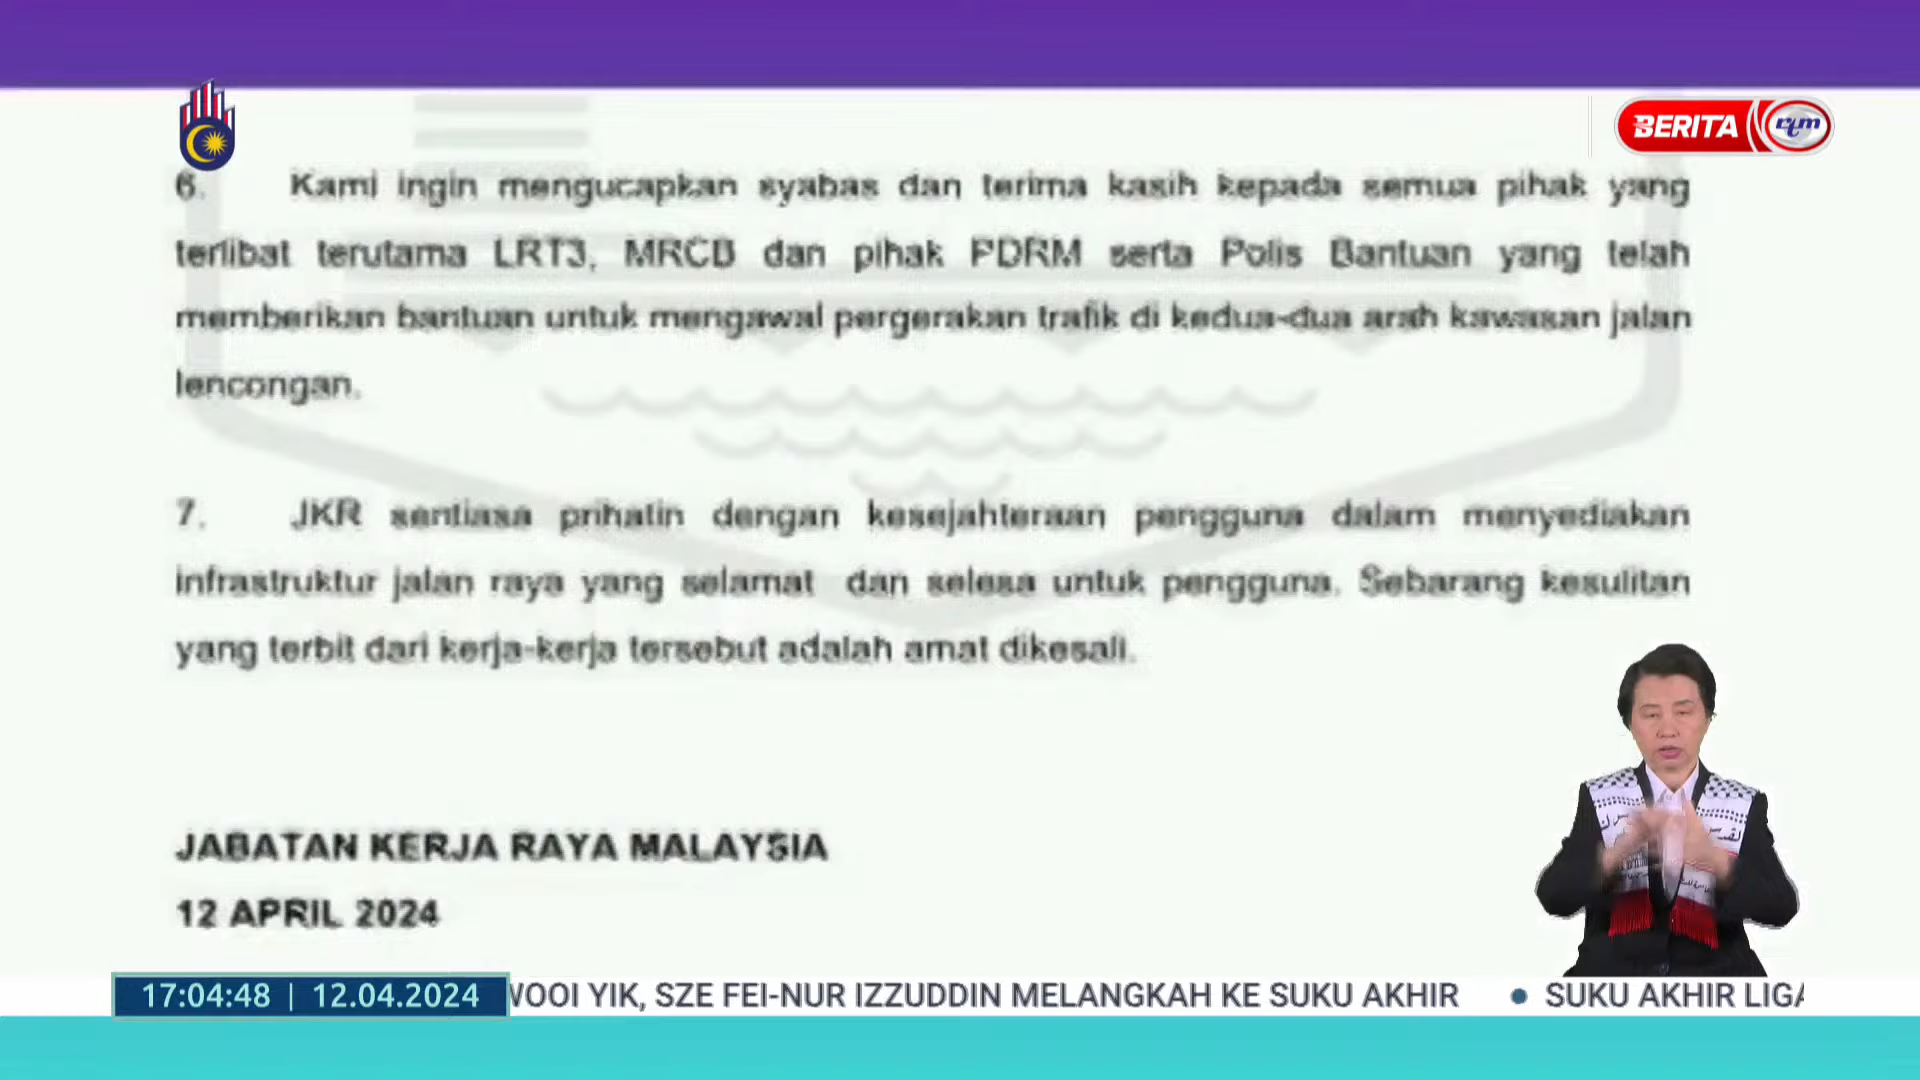 BERITA rtm
6. Kami ingin mengucapkan syabas dan terima kasih kepada semua pihak yang
terlibat terutama LRT3, MRCB dan pihak PDRM serta Polis Bantuan yang telah
memberikan bantuan untuk mengawal pergerakan trafik di kedua-dua arah kawasan jalan
lencongan.
7. JKR sentiasa prihatin dengan kesejahteraan pengguna dalam menyediakan
infrastruktur jalan raya yang selamat dan selesa untuk pengguna. Sebarang kesulitan
yang terbit dari kerja-kerja tersebut adalah amat dikesali.
JABATAN KERJA RAYA MALAYSIA
12 APRIL 2024
17:04:48 | 12.04.2024 WOOI YIK, SZE FEI-NUR IZZUDDIN MELANGKAH KE SUKU AKHIR • SUKU AKHIR LIGA